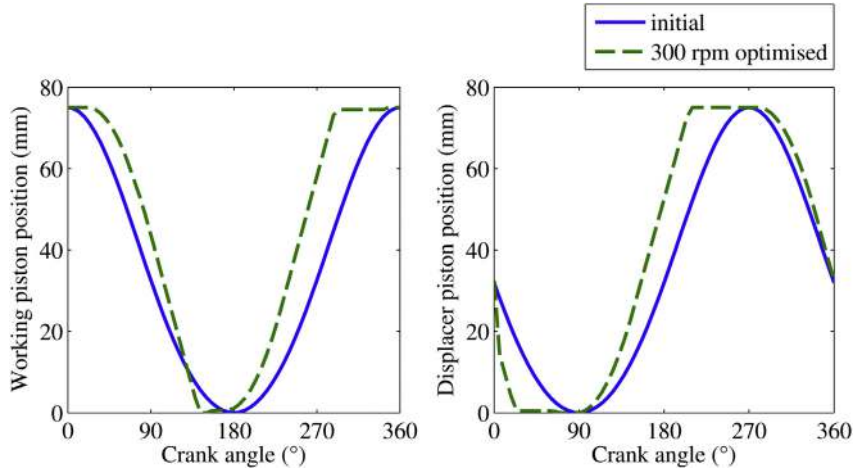 initial
300 rpm optimised
Working piston position (mm)
80
60
40
20
0
0 90 180 270 360
Crank angle (°)
Displacer piston position (mm)
80
60
40
20
0
0 90 180 270 360
Crank angle (°)